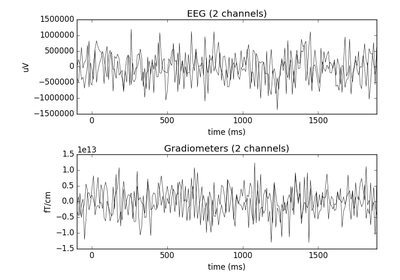 EEG (2 channels)
1500000
1000000
500000
0
−500000
−1000000
−1500000
uV
0 500 1000 1500
time (ms)
Gradiometers (2 channels)
1e13
1.5
1.0
0.5
0.0
−0.5
−1.0
−1.5
fT/cm
0 500 1000 1500
time (ms)